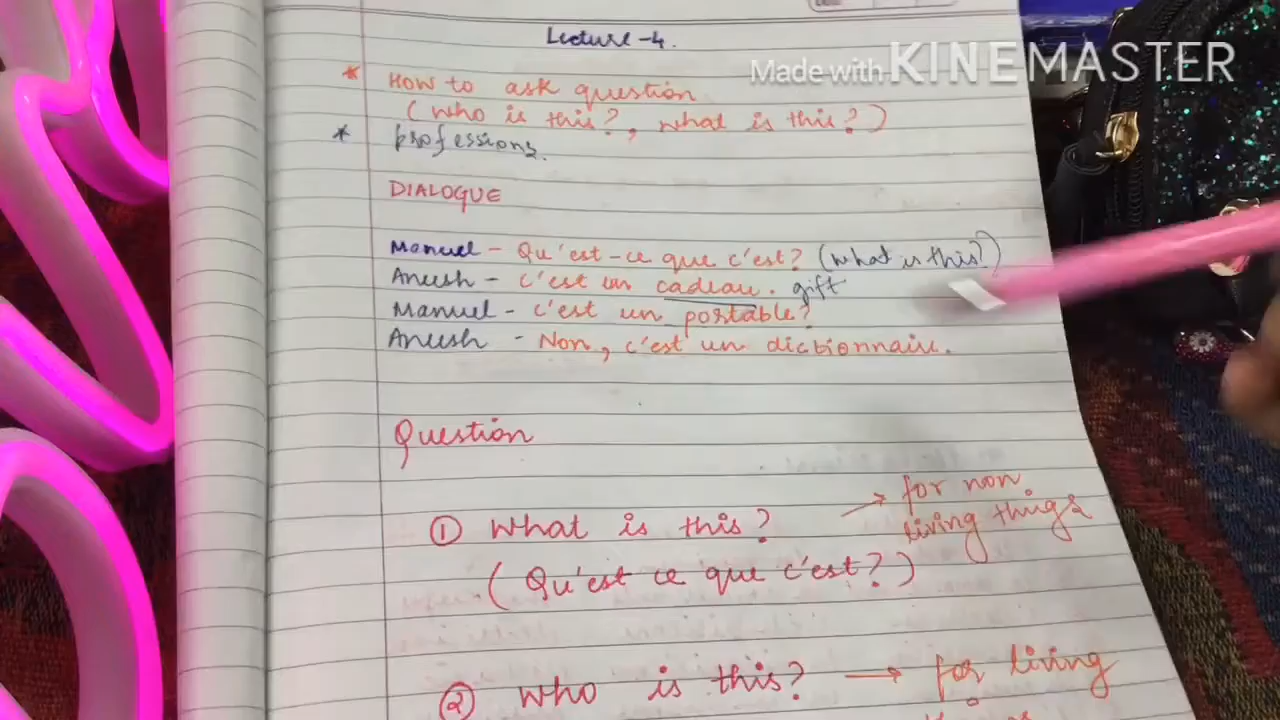 Lecture-4.
Made with KINEMASTER
* How to ask question
(who is this?, what is this?)
* professions.
DIALOGUE
Manuel - Qu'est-ce que c'est? (what is this?)
Anush - c'est un cadeau. gift
Manuel - c'est un portable?
Anush - Non, c'est un dictionnaire.
Question
① What is this? → for non living things
(Qu'est ce que c'est?)
② who is this? → for living